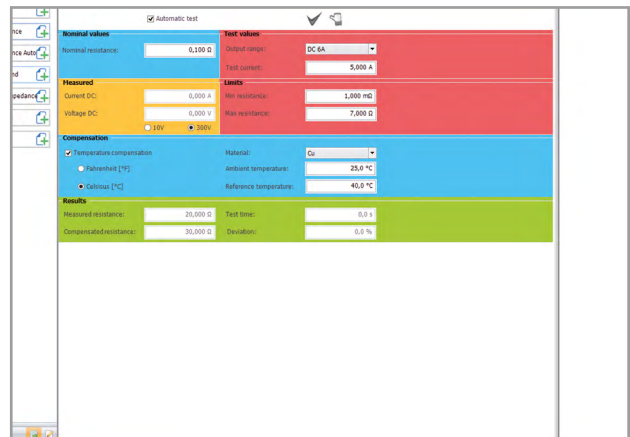 Automatic test
nce
Nominal values
Test values
Nominal resistance:
0,100 Ω
Output range:
DC 6A
nce Auto
Test current:
5,000 A
nd
Measured
Limits
pedance
Current DC:
0,000 A
Min resistance:
1,000 mΩ
Voltage DC:
0,000 V
Max resistance:
7,000 Ω
10V
300V
Compensation
Temperature compensation
Material:
Cu
Fahrenheit [°F]
Ambient temperature:
25,0 °C
Celsious [°C]
Reference temperature:
40,0 °C
Results
Measured resistance:
20,000 Ω
Test time:
0,0 s
Compensated resistance:
30,000 Ω
Deviation:
0,0 %